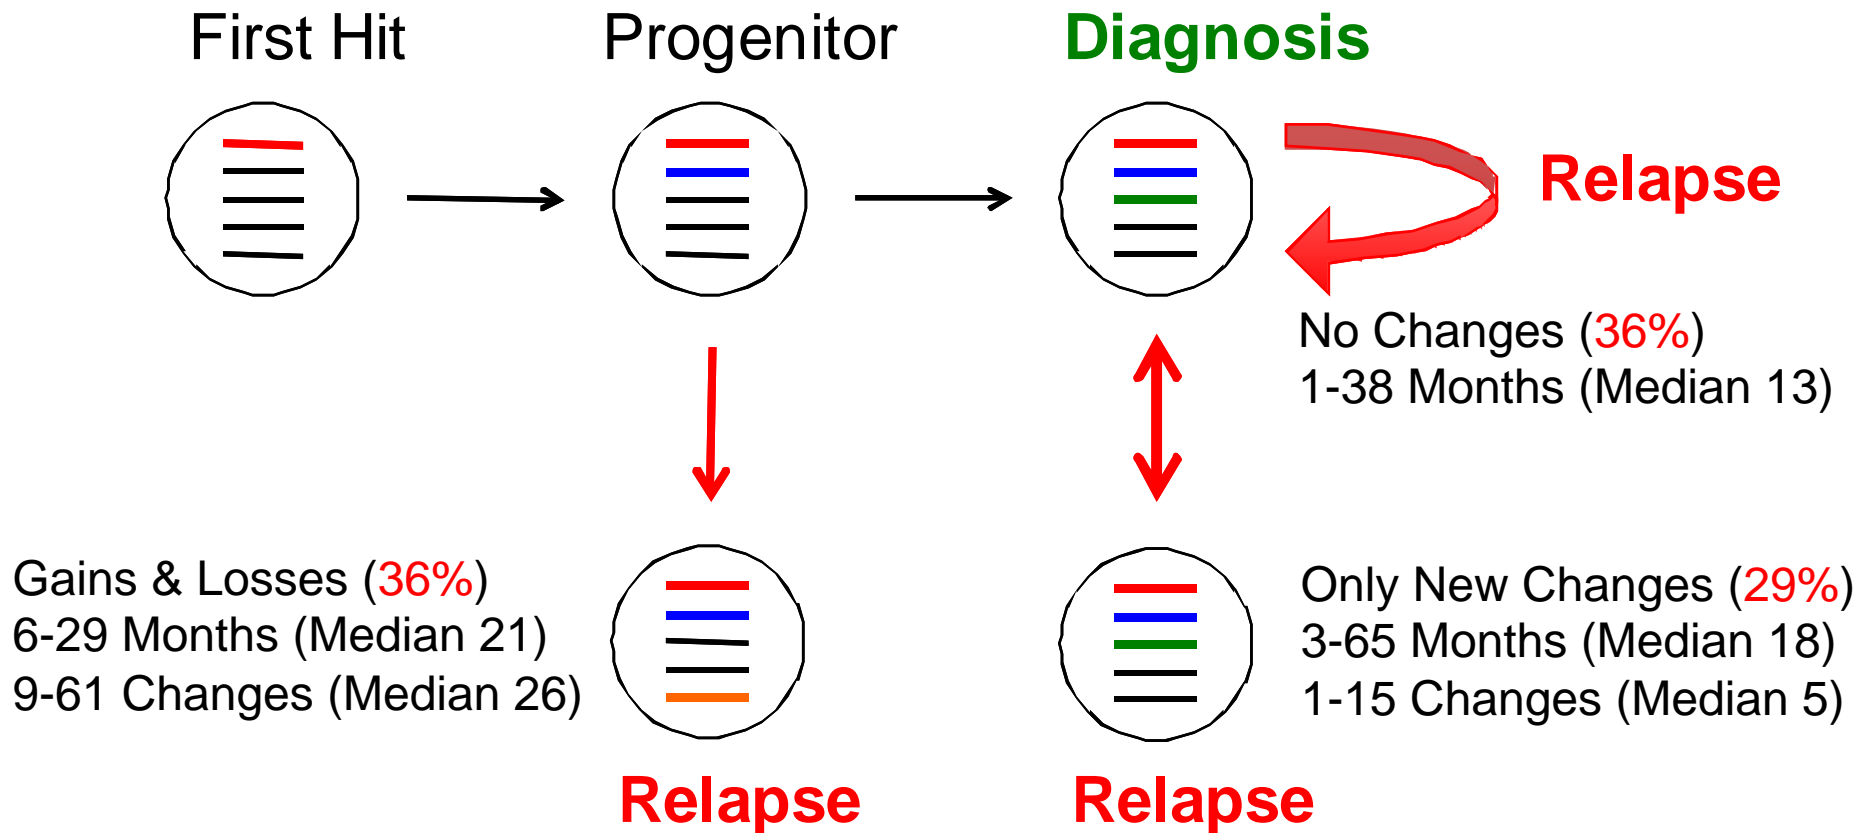 First Hit
Progenitor
Diagnosis
Relapse
No Changes (36%)
1-38 Months (Median 13)
Gains & Losses (36%)
6-29 Months (Median 21)
9-61 Changes (Median 26)
Only New Changes (29%)
3-65 Months (Median 18)
1-15 Changes (Median 5)
Relapse
Relapse